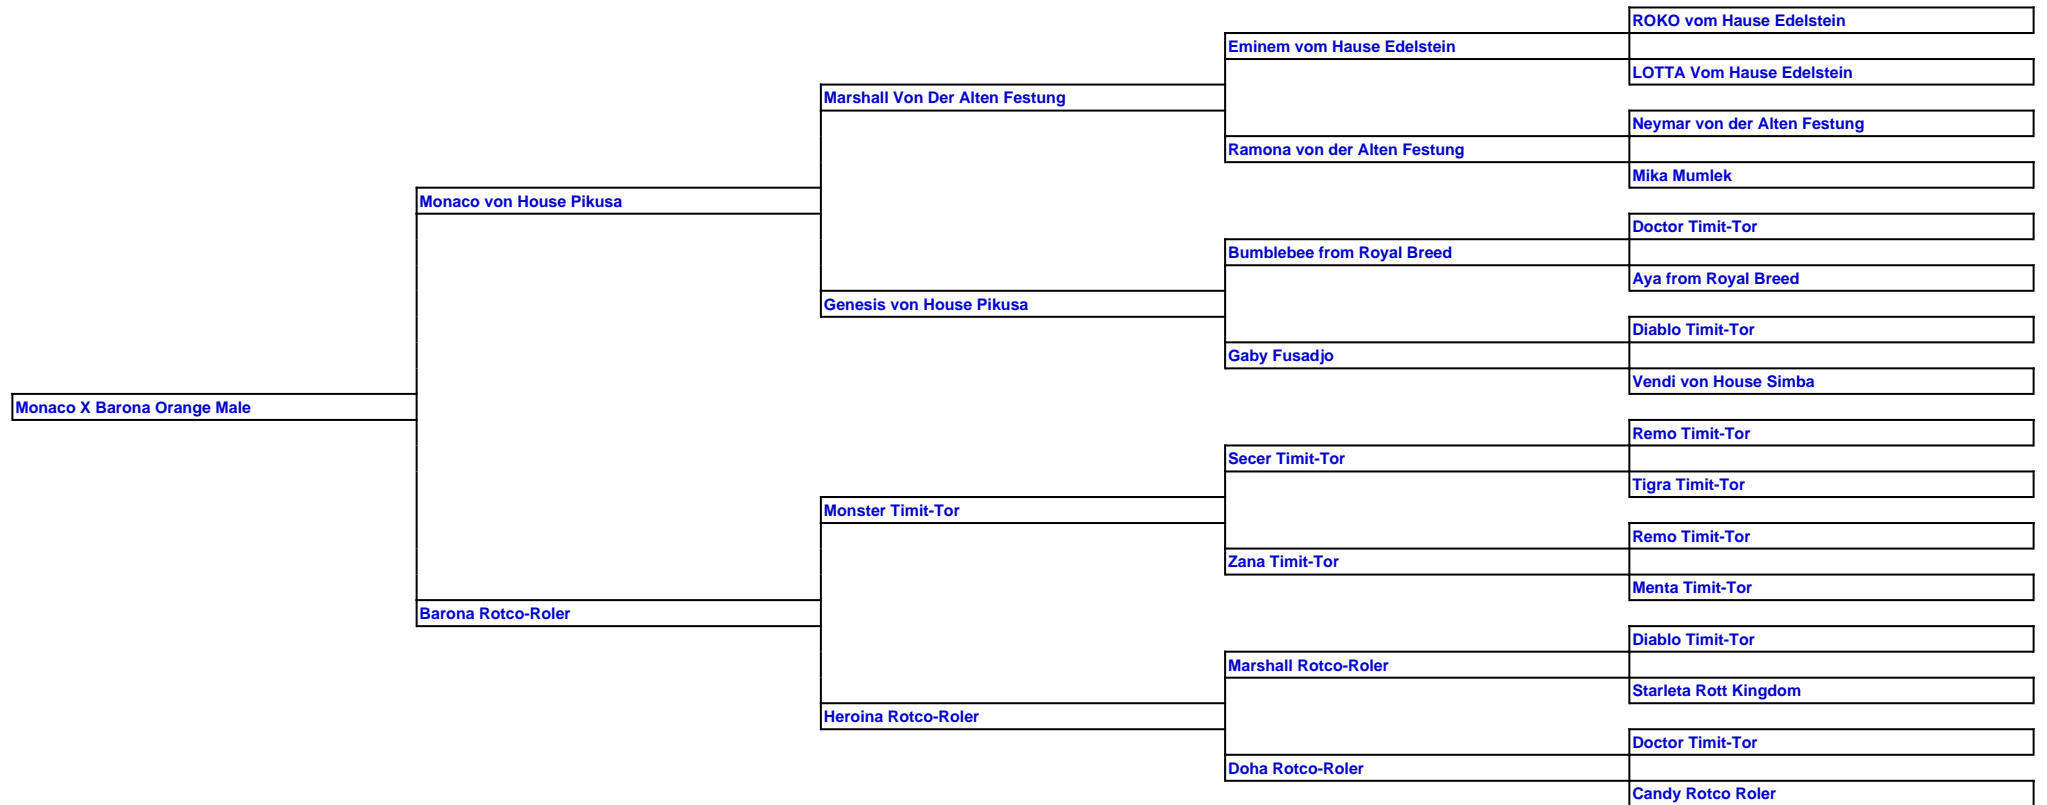 ROKO vom Hause Edelstein
Eminem vom Hause Edelstein
LOTTA Vom Hause Edelstein
Marshall Von Der Alten Festung
Neymar von der Alten Festung
Ramona von der Alten Festung
Mika Mumlek
Monaco von House Pikusa
Doctor Timit-Tor
Bumblebee from Royal Breed
Aya from Royal Breed
Genesis von House Pikusa
Diablo Timit-Tor
Gaby Fusadjo
Vendi von House Simba
Monaco X Barona Orange Male
Remo Timit-Tor
Secer Timit-Tor
Tigra Timit-Tor
Monster Timit-Tor
Remo Timit-Tor
Zana Timit-Tor
Menta Timit-Tor
Barona Rotco-Roler
Diablo Timit-Tor
Marshall Rotco-Roler
Starleta Rott Kingdom
Heroina Rotco-Roler
Doctor Timit-Tor
Doha Rotco-Roler
Candy Rotco Roler